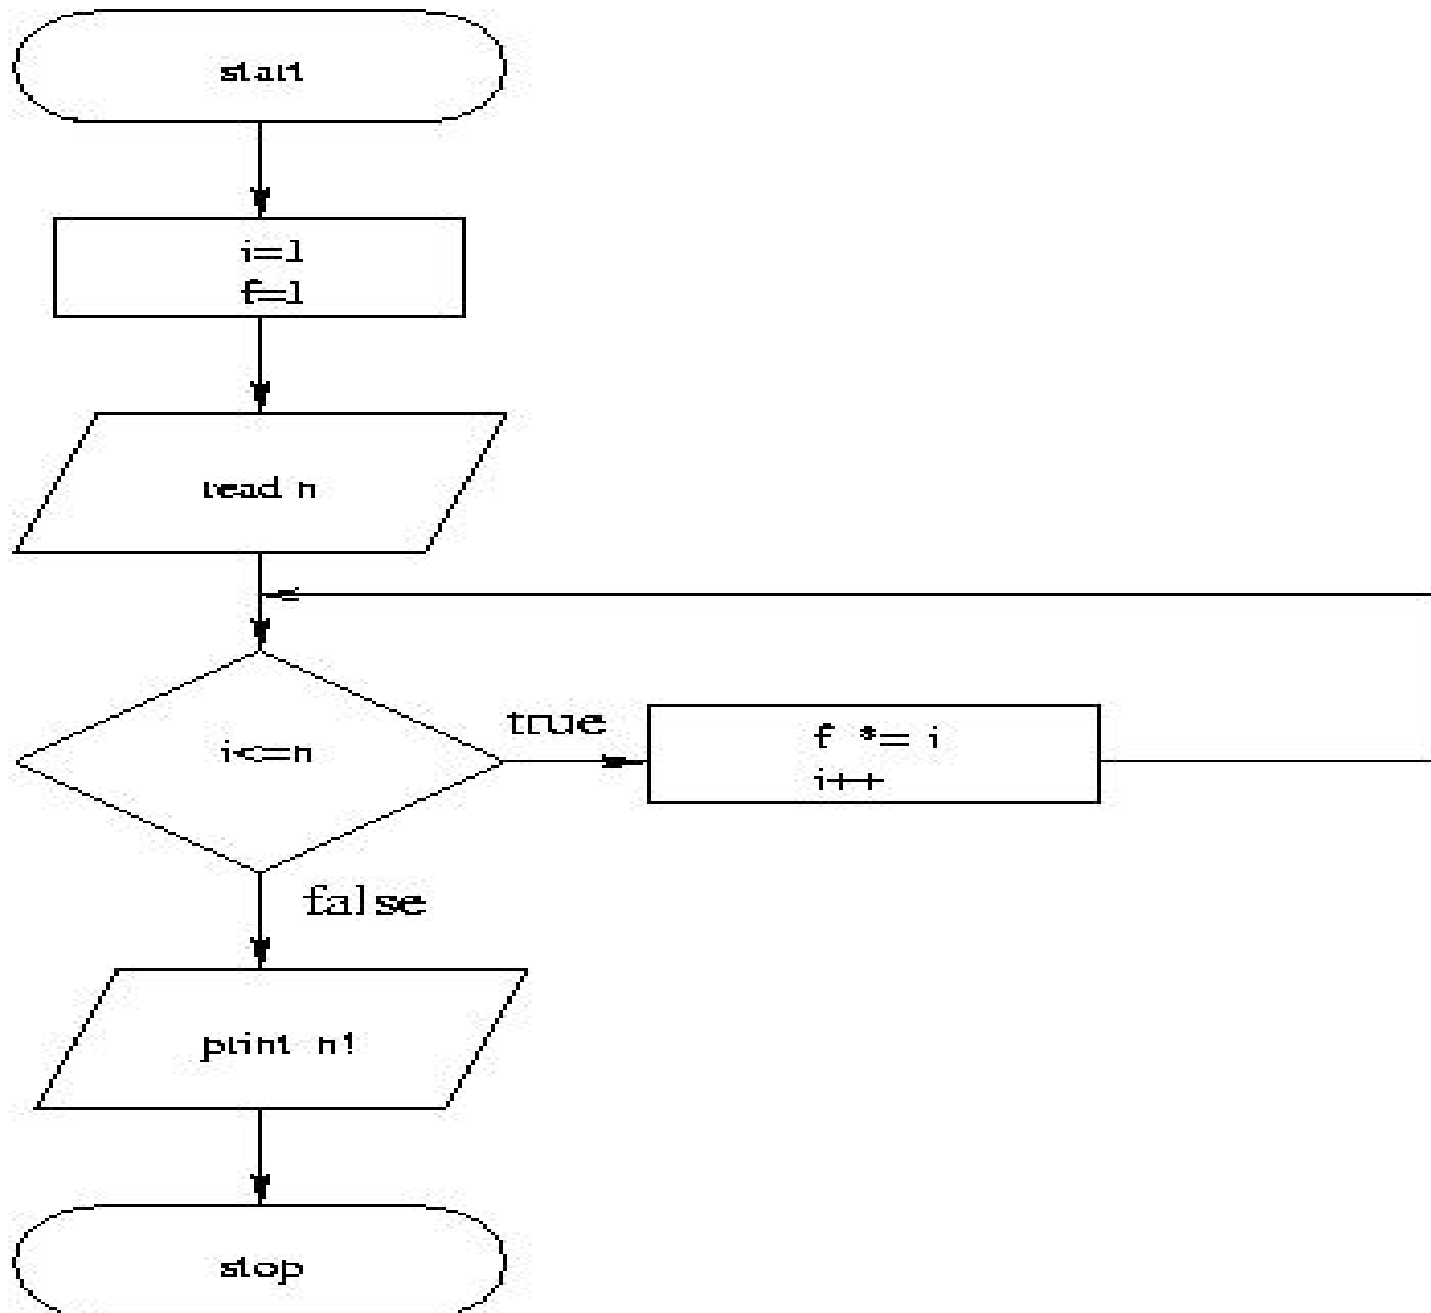 start
i=1
f=1
read n
i<=n
true
f *= i
i++
false
print n!
stop